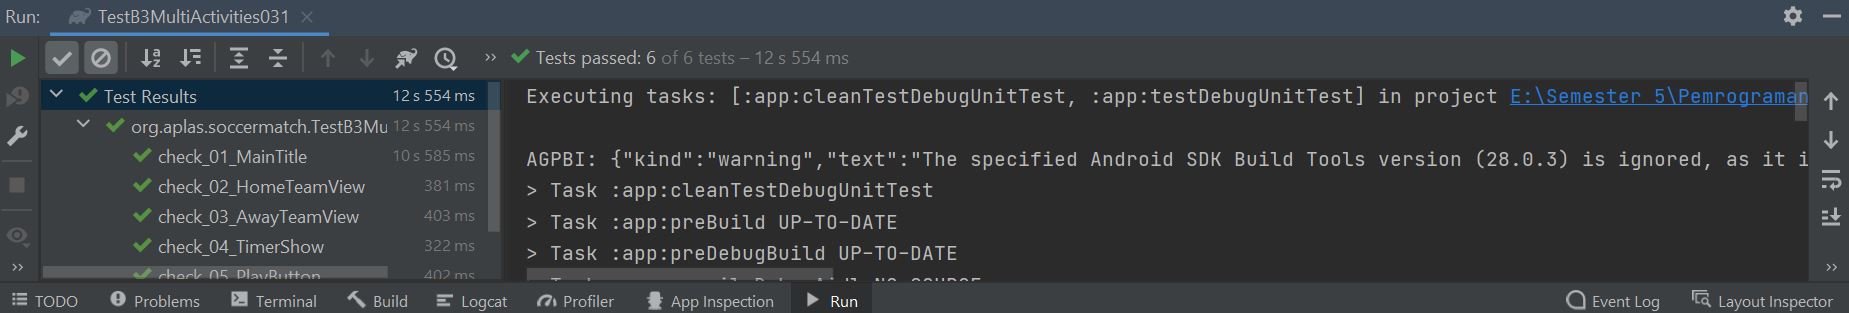 Run: TestB3MultiActivities031
Tests passed: 6 of 6 tests – 12 s 554 ms
Test Results 12 s 554 ms
org.aplas.soccermatch.TestB3Mu 12 s 554 ms
check_01_MainTitle 10 s 585 ms
check_02_HomeTeamView 381 ms
check_03_AwayTeamView 403 ms
check_04_TimerShow 322 ms
check_05_PlayButton 402 ms
Executing tasks: [:app:cleanTestDebugUnitTest, :app:testDebugUnitTest] in project E:\Semester 5\Pemrograman
AGPBI: {"kind":"warning","text":"The specified Android SDK Build Tools version (28.0.3) is ignored, as it i
> Task :app:cleanTestDebugUnitTest
> Task :app:preBuild UP-TO-DATE
> Task :app:preDebugBuild UP-TO-DATE
TODO Problems Terminal Build Logcat Profiler App Inspection Run Event Log Layout Inspector